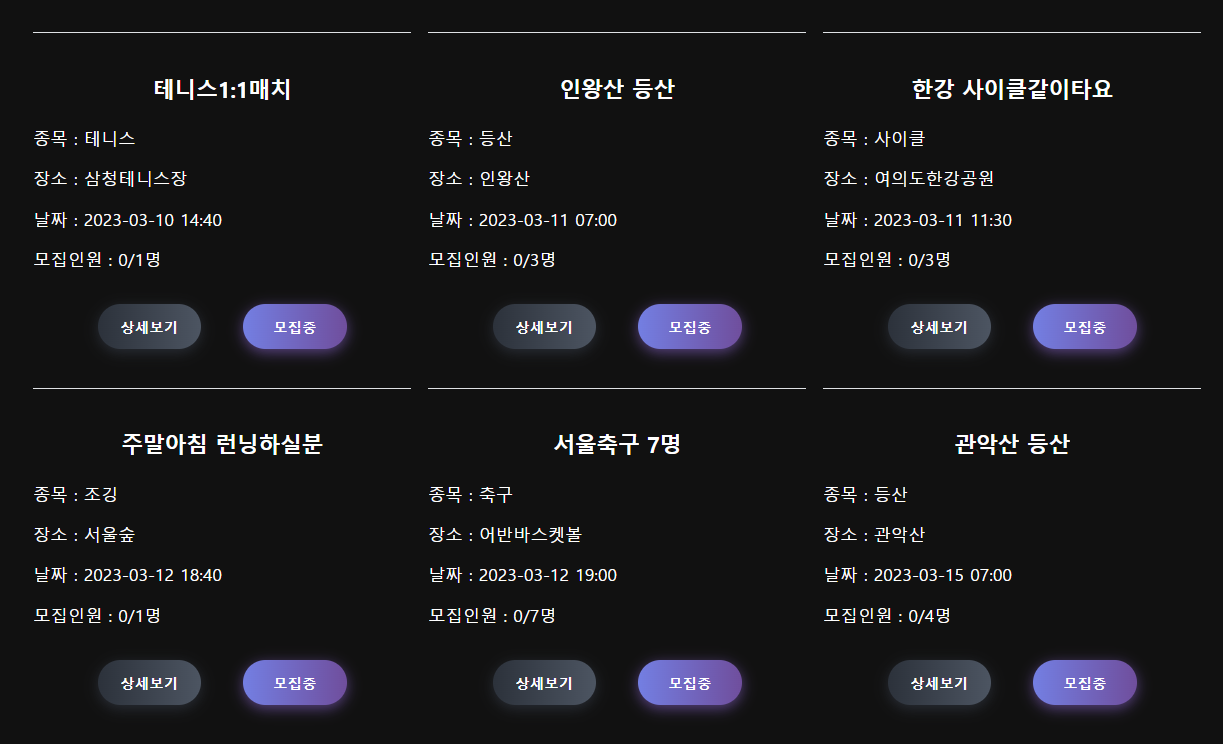 테니스1:1매치
종목 : 테니스
장소 : 삼청테니스장
날짜 : 2023-03-10 14:40
모집인원 : 0/1명
상세보기
모집중
인왕산 등산
종목 : 등산
장소 : 인왕산
날짜 : 2023-03-11 07:00
모집인원 : 0/3명
상세보기
모집중
한강 사이클같이타요
종목 : 사이클
장소 : 여의도한강공원
날짜 : 2023-03-11 11:30
모집인원 : 0/3명
상세보기
모집중
주말아침 런닝하실분
종목 : 조깅
장소 : 서울숲
날짜 : 2023-03-12 18:40
모집인원 : 0/1명
상세보기
모집중
서울축구 7명
종목 : 축구
장소 : 어반바스켓볼
날짜 : 2023-03-12 19:00
모집인원 : 0/7명
상세보기
모집중
관악산 등산
종목 : 등산
장소 : 관악산
날짜 : 2023-03-15 07:00
모집인원 : 0/4명
상세보기
모집중